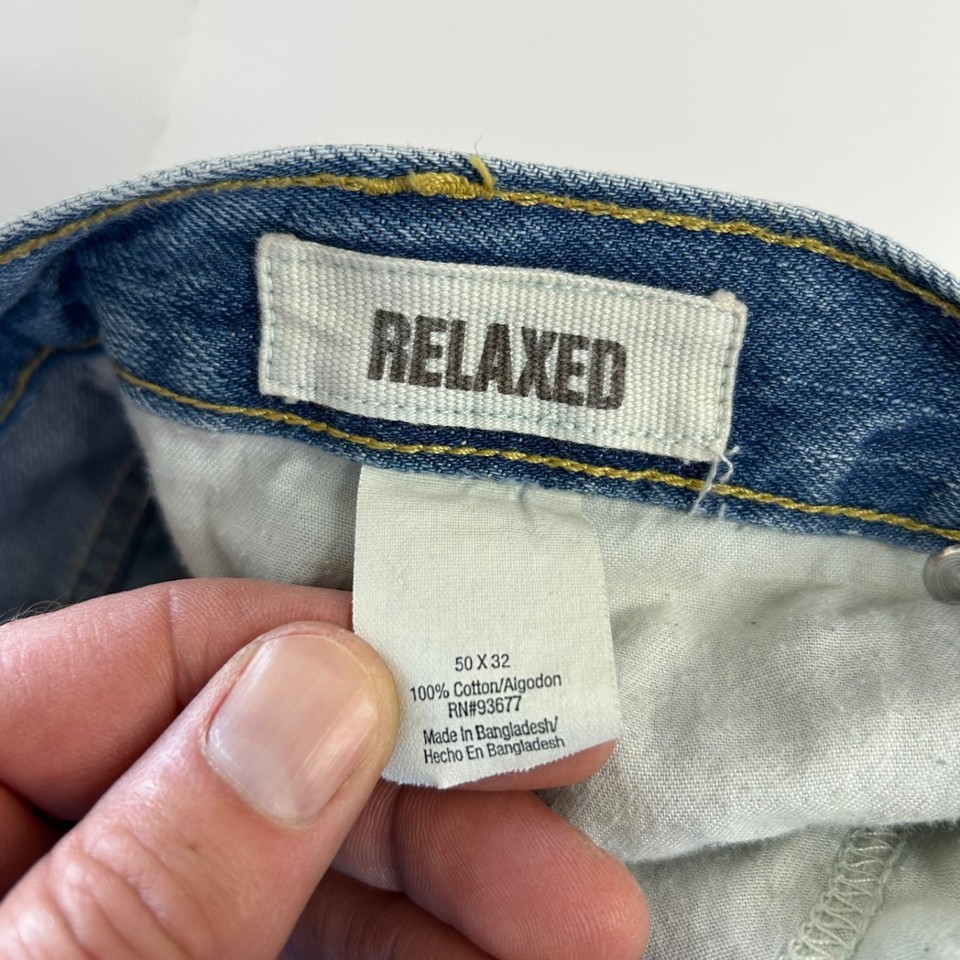 RELAXED
50 X 32
100% Cotton/Algodon
RN#93677
Made In Bangladesh/
Hecho En Bangladesh